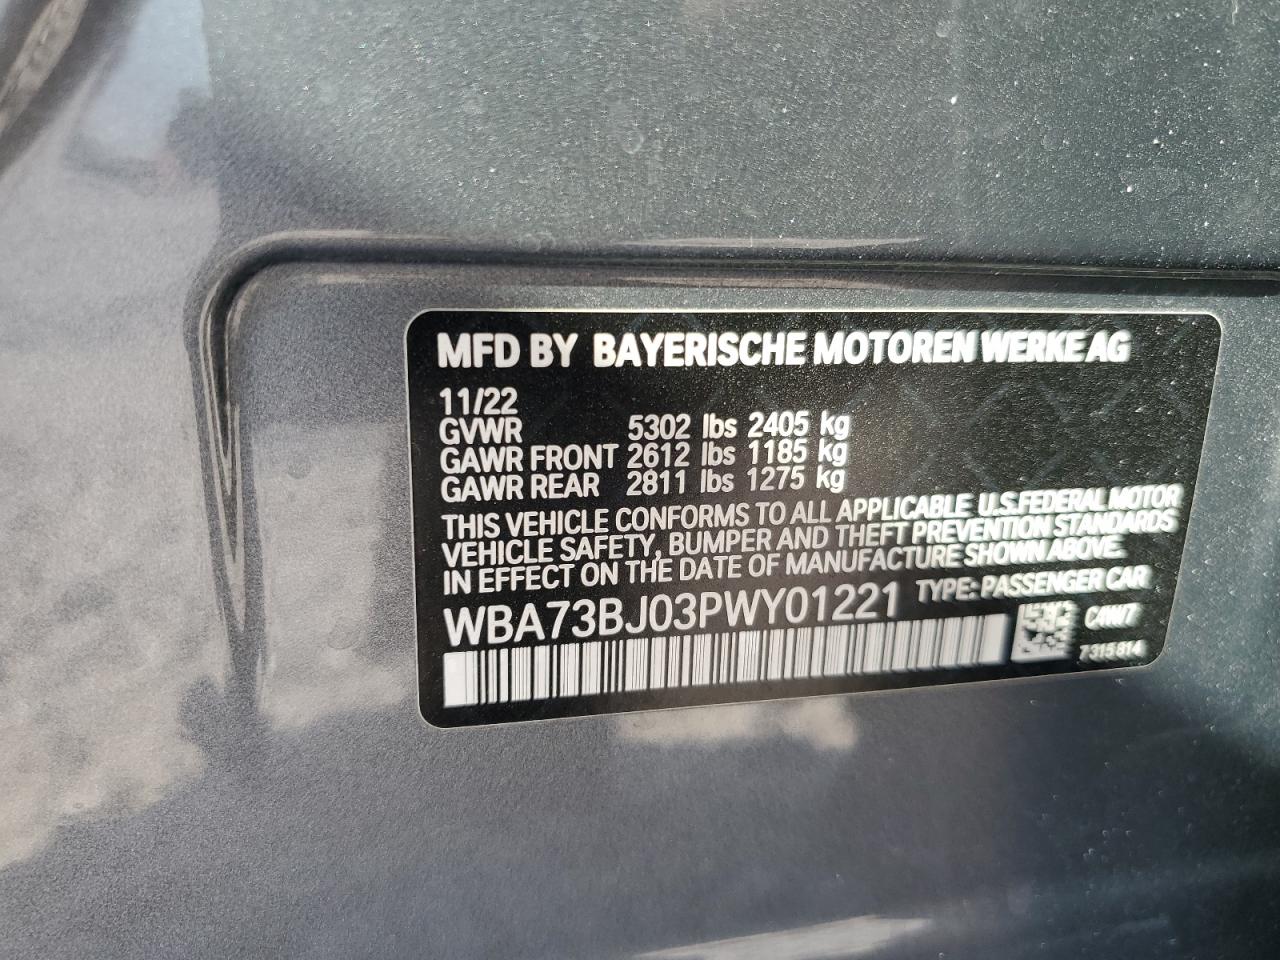 MFD BY BAYERISCHE MOTOREN WERKE AG
11/22
GVWR 5302 lbs 2405 kg
GAWR FRONT 2612 lbs 1185 kg
GAWR REAR 2811 lbs 1275 kg
THIS VEHICLE CONFORMS TO ALL APPLICABLE U.S.FEDERAL MOTOR
VEHICLE SAFETY, BUMPER AND THEFT PREVENTION STANDARDS
IN EFFECT ON THE DATE OF MANUFACTURE SHOWN ABOVE.
WBA73BJ03PWY01221 TYPE: PASSENGER CAR
C4W/7
7315814